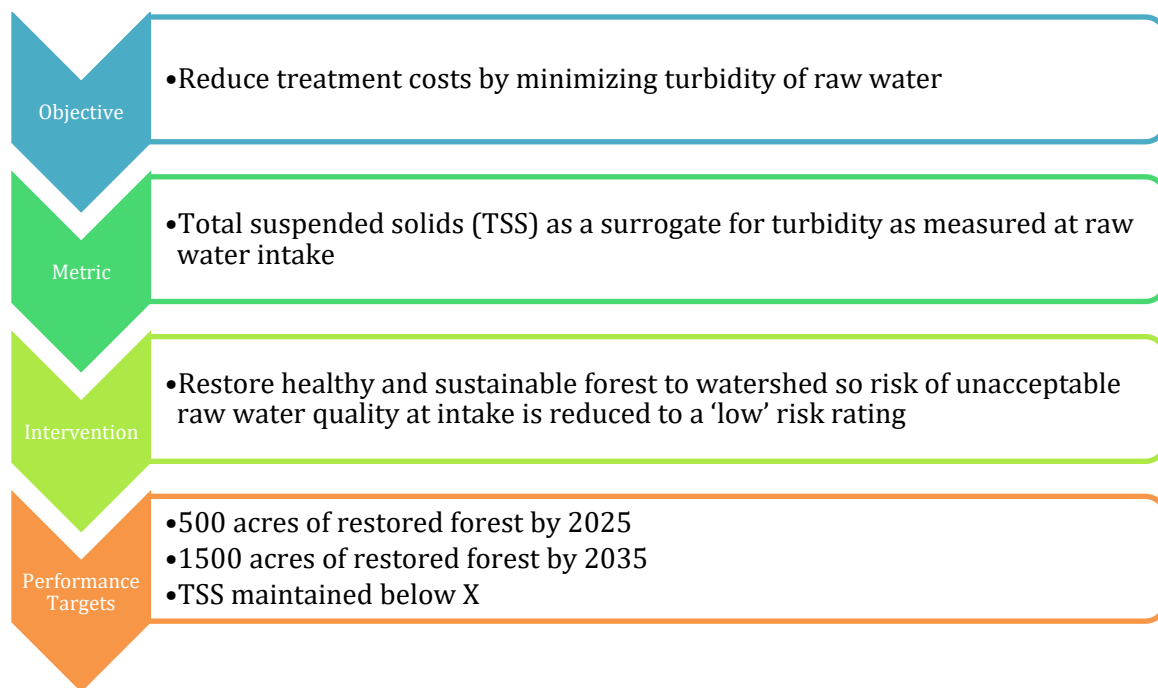 Objective
•Reduce treatment costs by minimizing turbidity of raw water
Metric
•Total suspended solids (TSS) as a surrogate for turbidity as measured at raw
water intake
Intervention
•Restore healthy and sustainable forest to watershed so risk of unacceptable
raw water quality at intake is reduced to a ‘low’ risk rating
Performance
Targets
•500 acres of restored forest by 2025
•1500 acres of restored forest by 2035
•TSS maintained below X